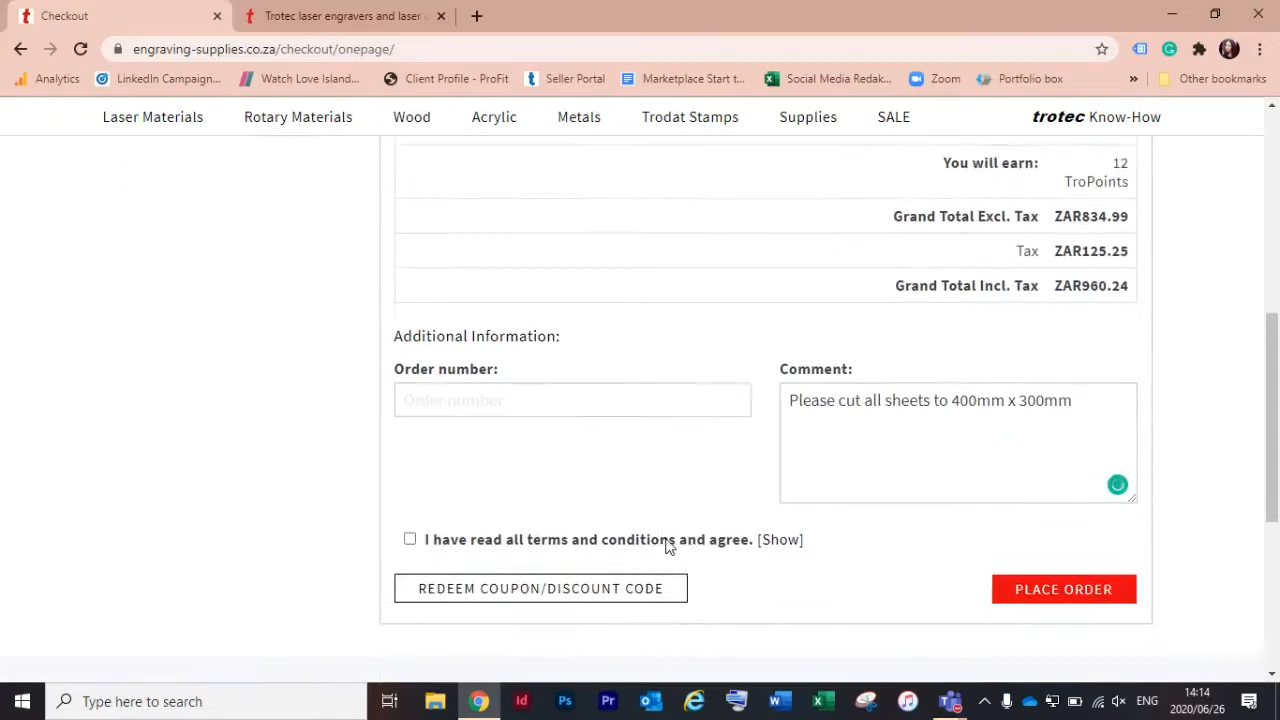 Checkout
Trotec laser engravers and laser
engraving-supplies.co.za/checkout/onepage/
Analytics
LinkedIn Campaign...
Watch Love Island...
Client Profile - ProFit
Seller Portal
Marketplace Start t...
Social Media Redak...
Zoom
Portfolio box
»
Other bookmarks
Laser Materials
Rotary Materials
Wood
Acrylic
Metals
Trodat Stamps
Supplies
SALE
trotec Know-How
You will earn: 12
TroPoints
Grand Total Excl. Tax ZAR834.99
Tax ZAR125.25
Grand Total Incl. Tax ZAR960.24
Additional Information:
Order number:
Order number
Comment:
Please cut all sheets to 400mm x 300mm
I have read all terms and conditions and agree. [Show]
REDEEM COUPON/DISCOUNT CODE
PLACE ORDER
Type here to search
ENG
14:14
2020/06/26